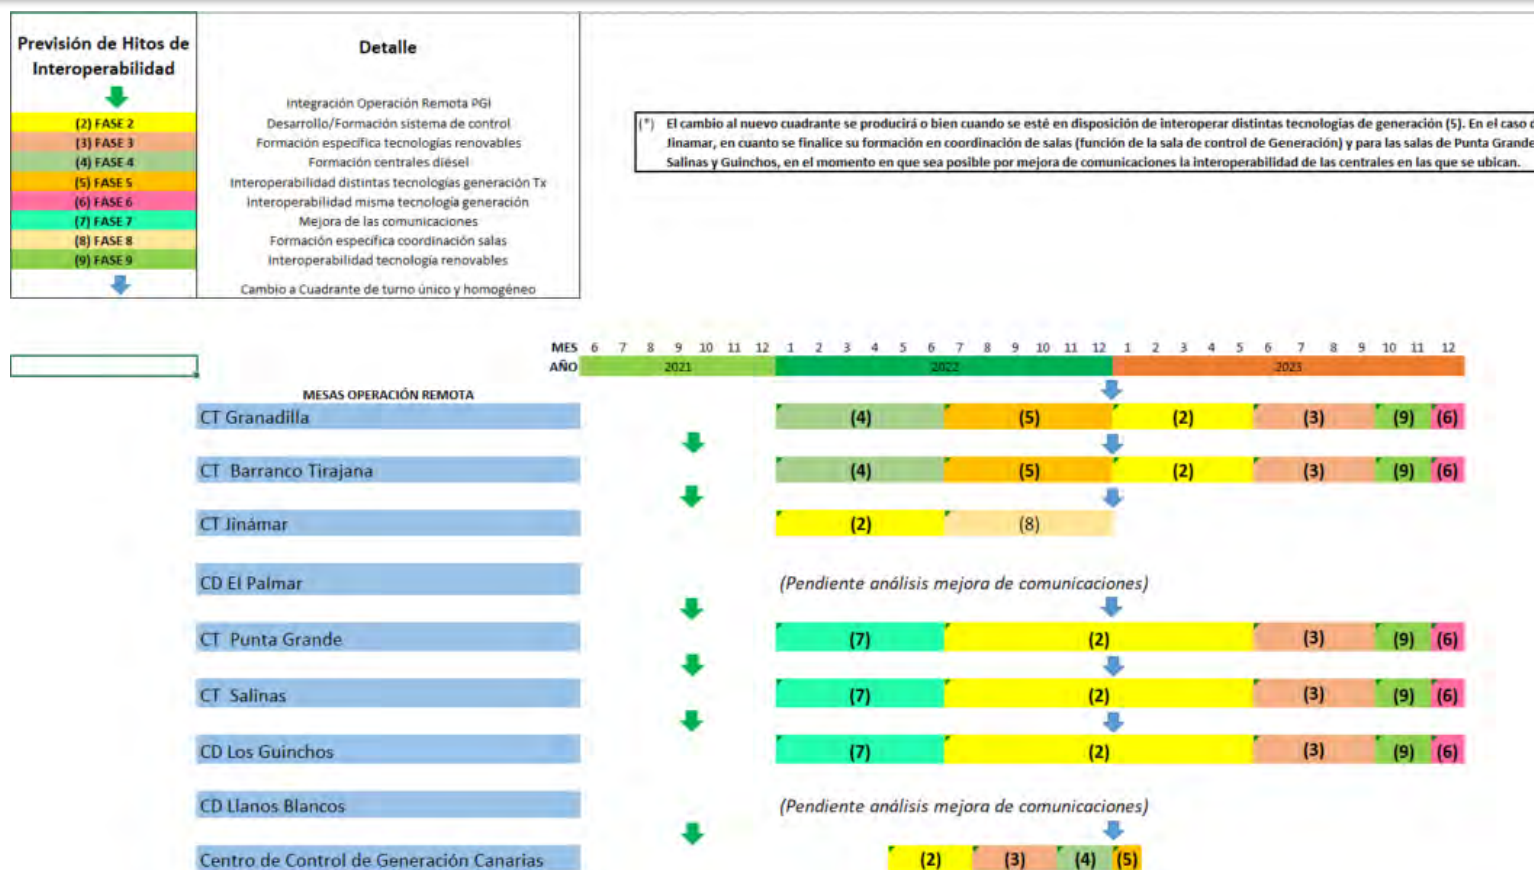 Previsión de Hitos de
Interoperabilidad
Detalle
Integración Operación Remota PGI
(2) FASE 2 Desarrollo/Formación sistema de control
(3) FASE 3 Formación específica tecnologías renovables
(4) FASE 4 Formación centrales diésel
(5) FASE 5 Interoperabilidad distintas tecnologías generación Tx
(6) FASE 6 Interoperabilidad misma tecnología generación
(7) FASE 7 Mejora de las comunicaciones
(8) FASE 8 Formación específica coordinación salas
(9) FASE 9 Interoperabilidad tecnología renovables
Cambio a Cuadrante de turno único y homogéneo
(*) El cambio al nuevo cuadrante se producirá o bien cuando se esté en disposición de interoperar distintas tecnologías de generación (5). En el caso
Jinamar, en cuanto se finalice su formación en coordinación de salas (función de la sala de control de Generación) y para las salas de Punta Grande
Salinas y Guinchos, en el momento en que sea posible por mejora de comunicaciones la interoperabilidad de las centrales en las que se ubican.
MES 6 7 8 9 10 11 12 1 2 3 4 5 6 7 8 9 10 11 12 1 2 3 4 5 6 7 8 9 10 11 12
AÑO 2021 2022 2023
MESAS OPERACIÓN REMOTA
CT Granadilla (4) (5) (2) (3) (9) (6)
CT Barranco Tirajana (4) (5) (2) (3) (9) (6)
CT Jinámar (2) (8)
CD El Palmar (Pendiente análisis mejora de comunicaciones)
CT Punta Grande (7) (2) (3) (9) (6)
CT Salinas (7) (2) (3) (9) (6)
CD Los Guinchos (7) (2) (3) (9) (6)
CD Llanos Blancos (Pendiente análisis mejora de comunicaciones)
Centro de Control de Generación Canarias (2) (3) (4) (5)